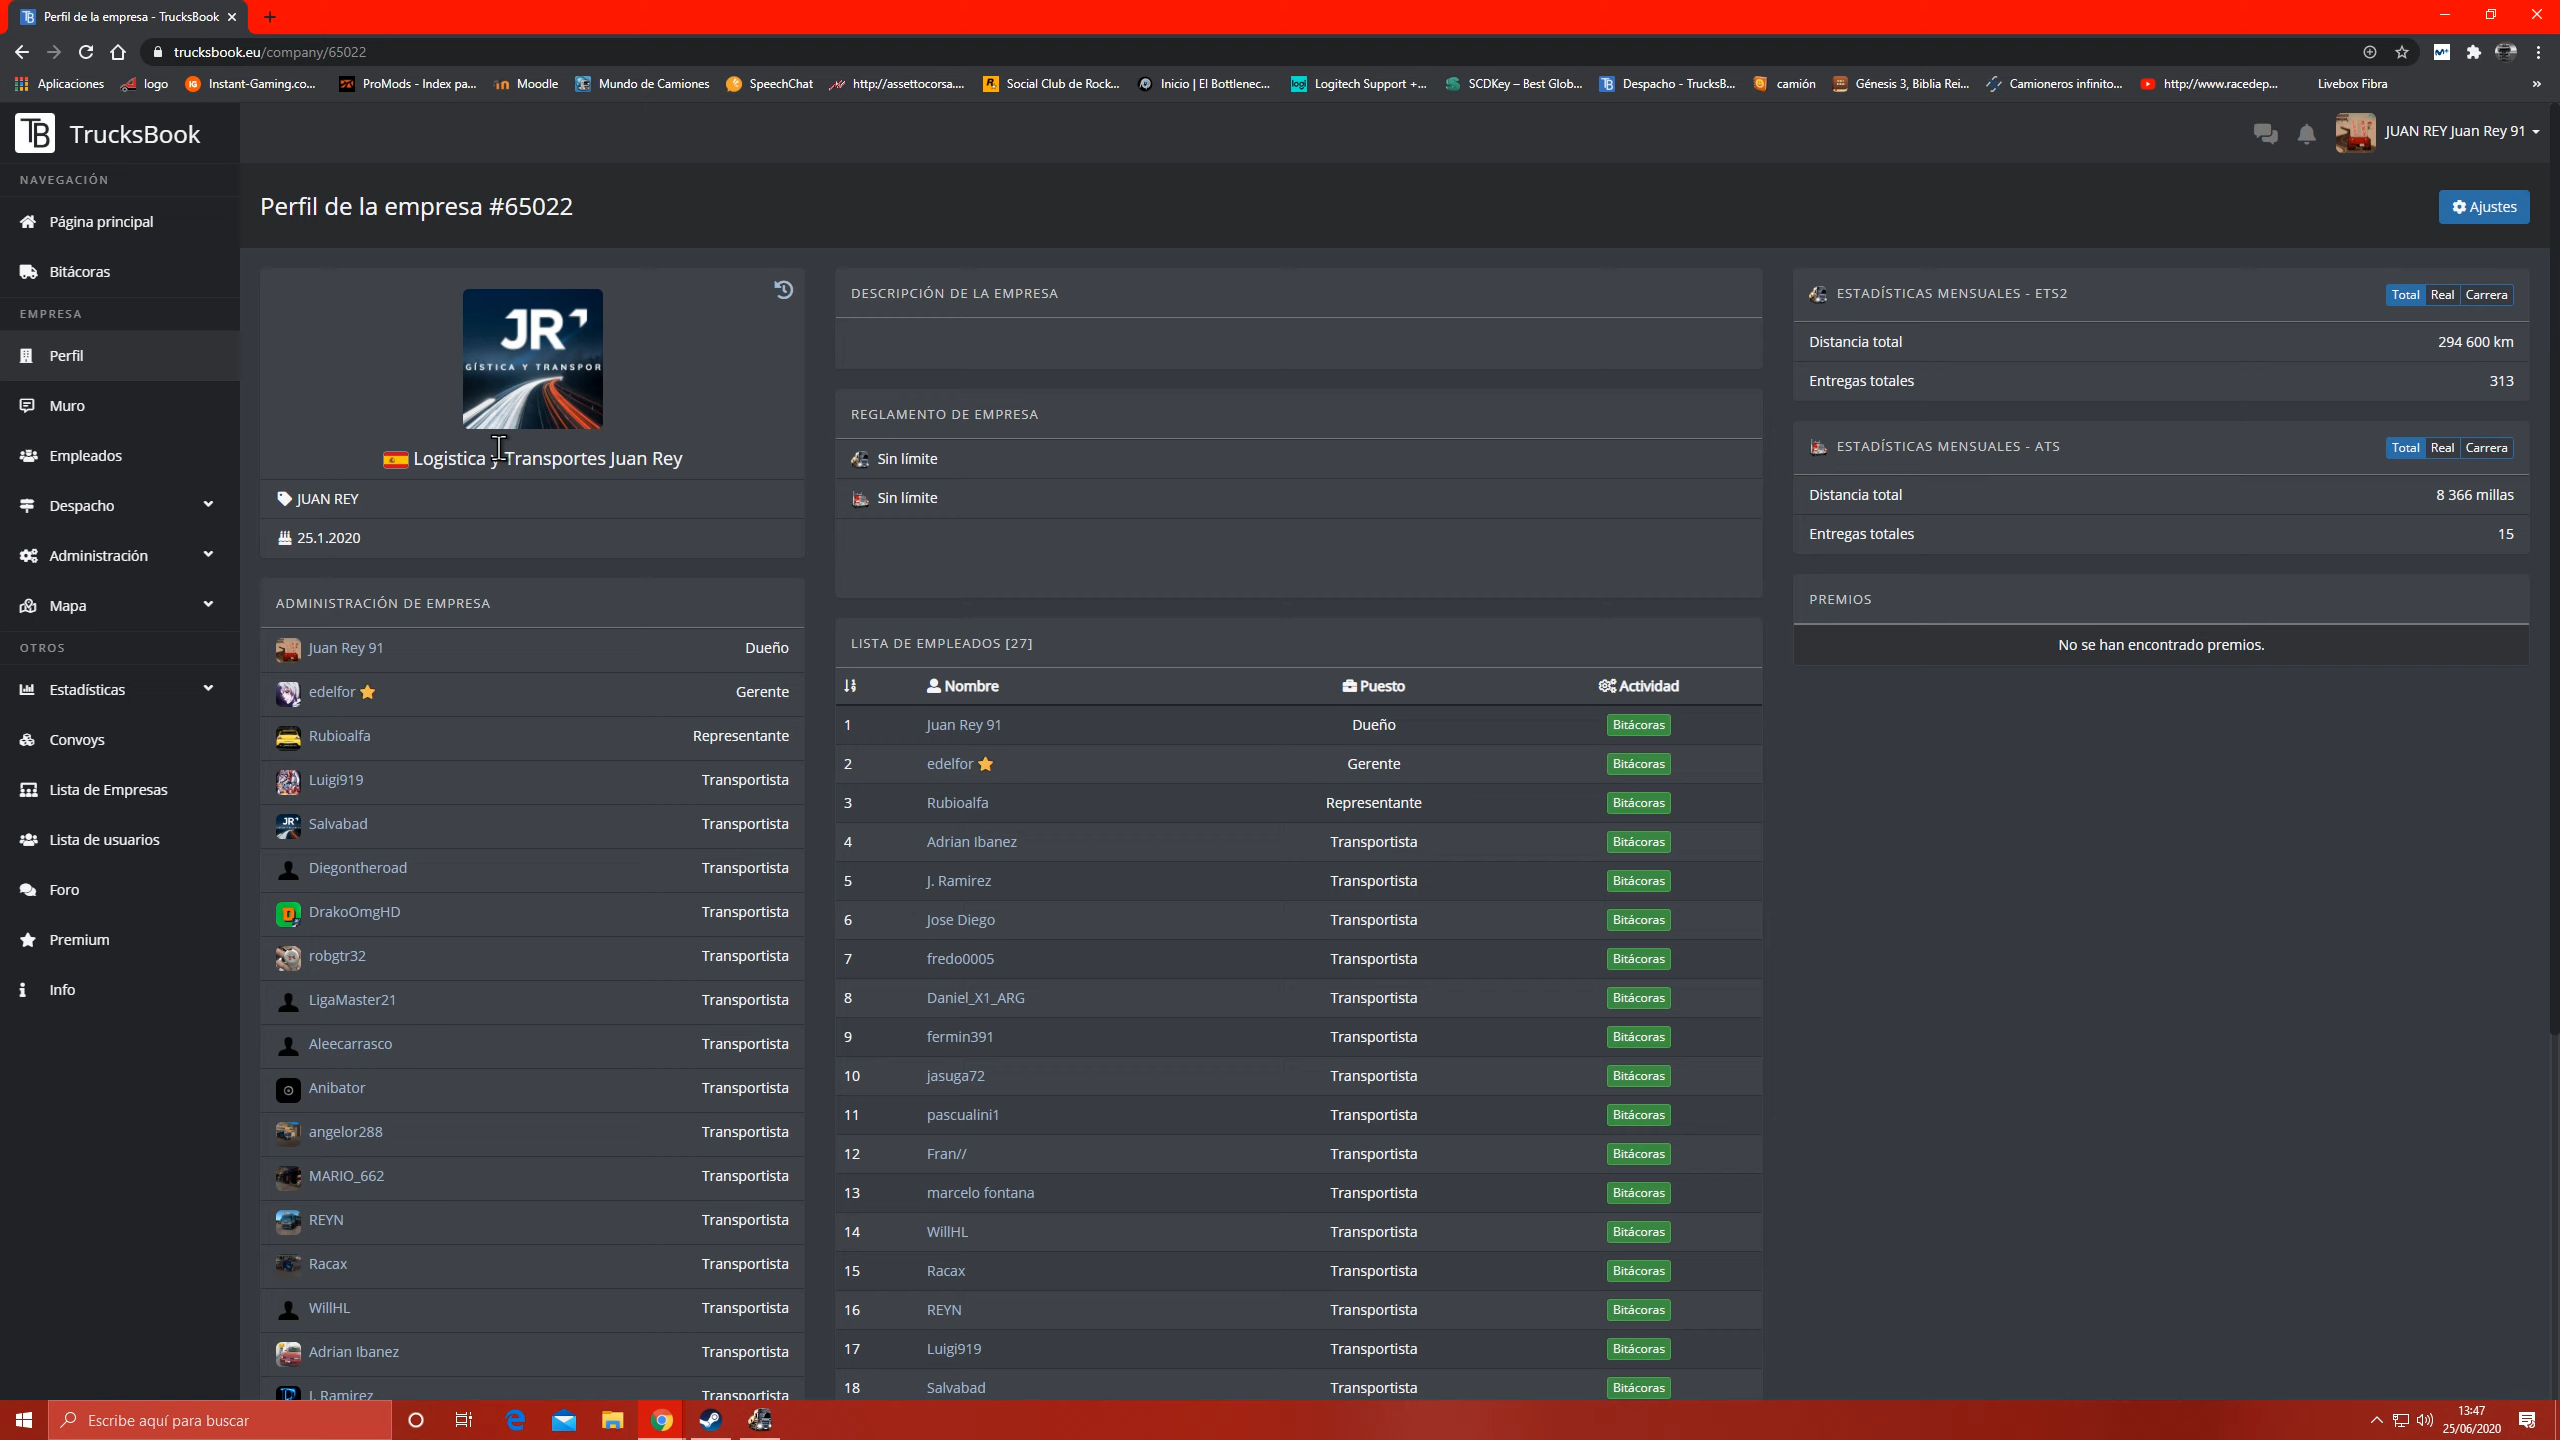 Perfil de la empresa - TrucksBook
trucksbook.eu/company/65022
Aplicaciones
logo
Instant-Gaming.co...
ProMods - Index pa...
Moodle
Mundo de Camiones
SpeechChat
http://assettocorsa....
Social Club de Rock...
Inicio | El Bottlenec...
Logitech Support +...
SCDKey – Best Glob...
Despacho - TrucksB...
camión
Génesis 3, Biblia Rei...
Camioneros infinito...
http://www.racedep...
Livebox Fibra
TB TrucksBook
JUAN REY Juan Rey 91
NAVEGACIÓN
Página principal
Bitácoras
EMPRESA
Perfil
Muro
Empleados
Despacho
Administración
Mapa
OTROS
Estadísticas
Convoys
Lista de Empresas
Lista de usuarios
Foro
Premium
Info
Perfil de la empresa #65022
Ajustes
JR
GÍSTICA Y TRANSPOR
Logistica y Transportes Juan Rey
JUAN REY
25.1.2020
ADMINISTRACIÓN DE EMPRESA
Juan Rey 91 Dueño
edelfor Gerente
Rubioalfa Representante
Luigi919 Transportista
Salvabad Transportista
Diegontheroad Transportista
DrakoOmgHD Transportista
robgtr32 Transportista
LigaMaster21 Transportista
Aleecarrasco Transportista
Anibator Transportista
angelor288 Transportista
MARIO_662 Transportista
REYN Transportista
Racax Transportista
WillHL Transportista
Adrian Ibanez Transportista
J. Ramirez Transportista
DESCRIPCIÓN DE LA EMPRESA
REGLAMENTO DE EMPRESA
Sin límite
Sin límite
LISTA DE EMPLEADOS [27]
Nombre Puesto Actividad
1 Juan Rey 91 Dueño Bitácoras
2 edelfor Gerente Bitácoras
3 Rubioalfa Representante Bitácoras
4 Adrian Ibanez Transportista Bitácoras
5 J. Ramirez Transportista Bitácoras
6 Jose Diego Transportista Bitácoras
7 fredo0005 Transportista Bitácoras
8 Daniel_X1_ARG Transportista Bitácoras
9 fermin391 Transportista Bitácoras
10 jasuga72 Transportista Bitácoras
11 pascualini1 Transportista Bitácoras
12 Fran// Transportista Bitácoras
13 marcelo fontana Transportista Bitácoras
14 WillHL Transportista Bitácoras
15 Racax Transportista Bitácoras
16 REYN Transportista Bitácoras
17 Luigi919 Transportista Bitácoras
18 Salvabad Transportista Bitácoras
ESTADÍSTICAS MENSUALES - ETS2 Total Real Carrera
Distancia total 294 600 km
Entregas totales 313
ESTADÍSTICAS MENSUALES - ATS Total Real Carrera
Distancia total 8 366 millas
Entregas totales 15
PREMIOS
No se han encontrado premios.
Escribe aquí para buscar
13:47
25/06/2020